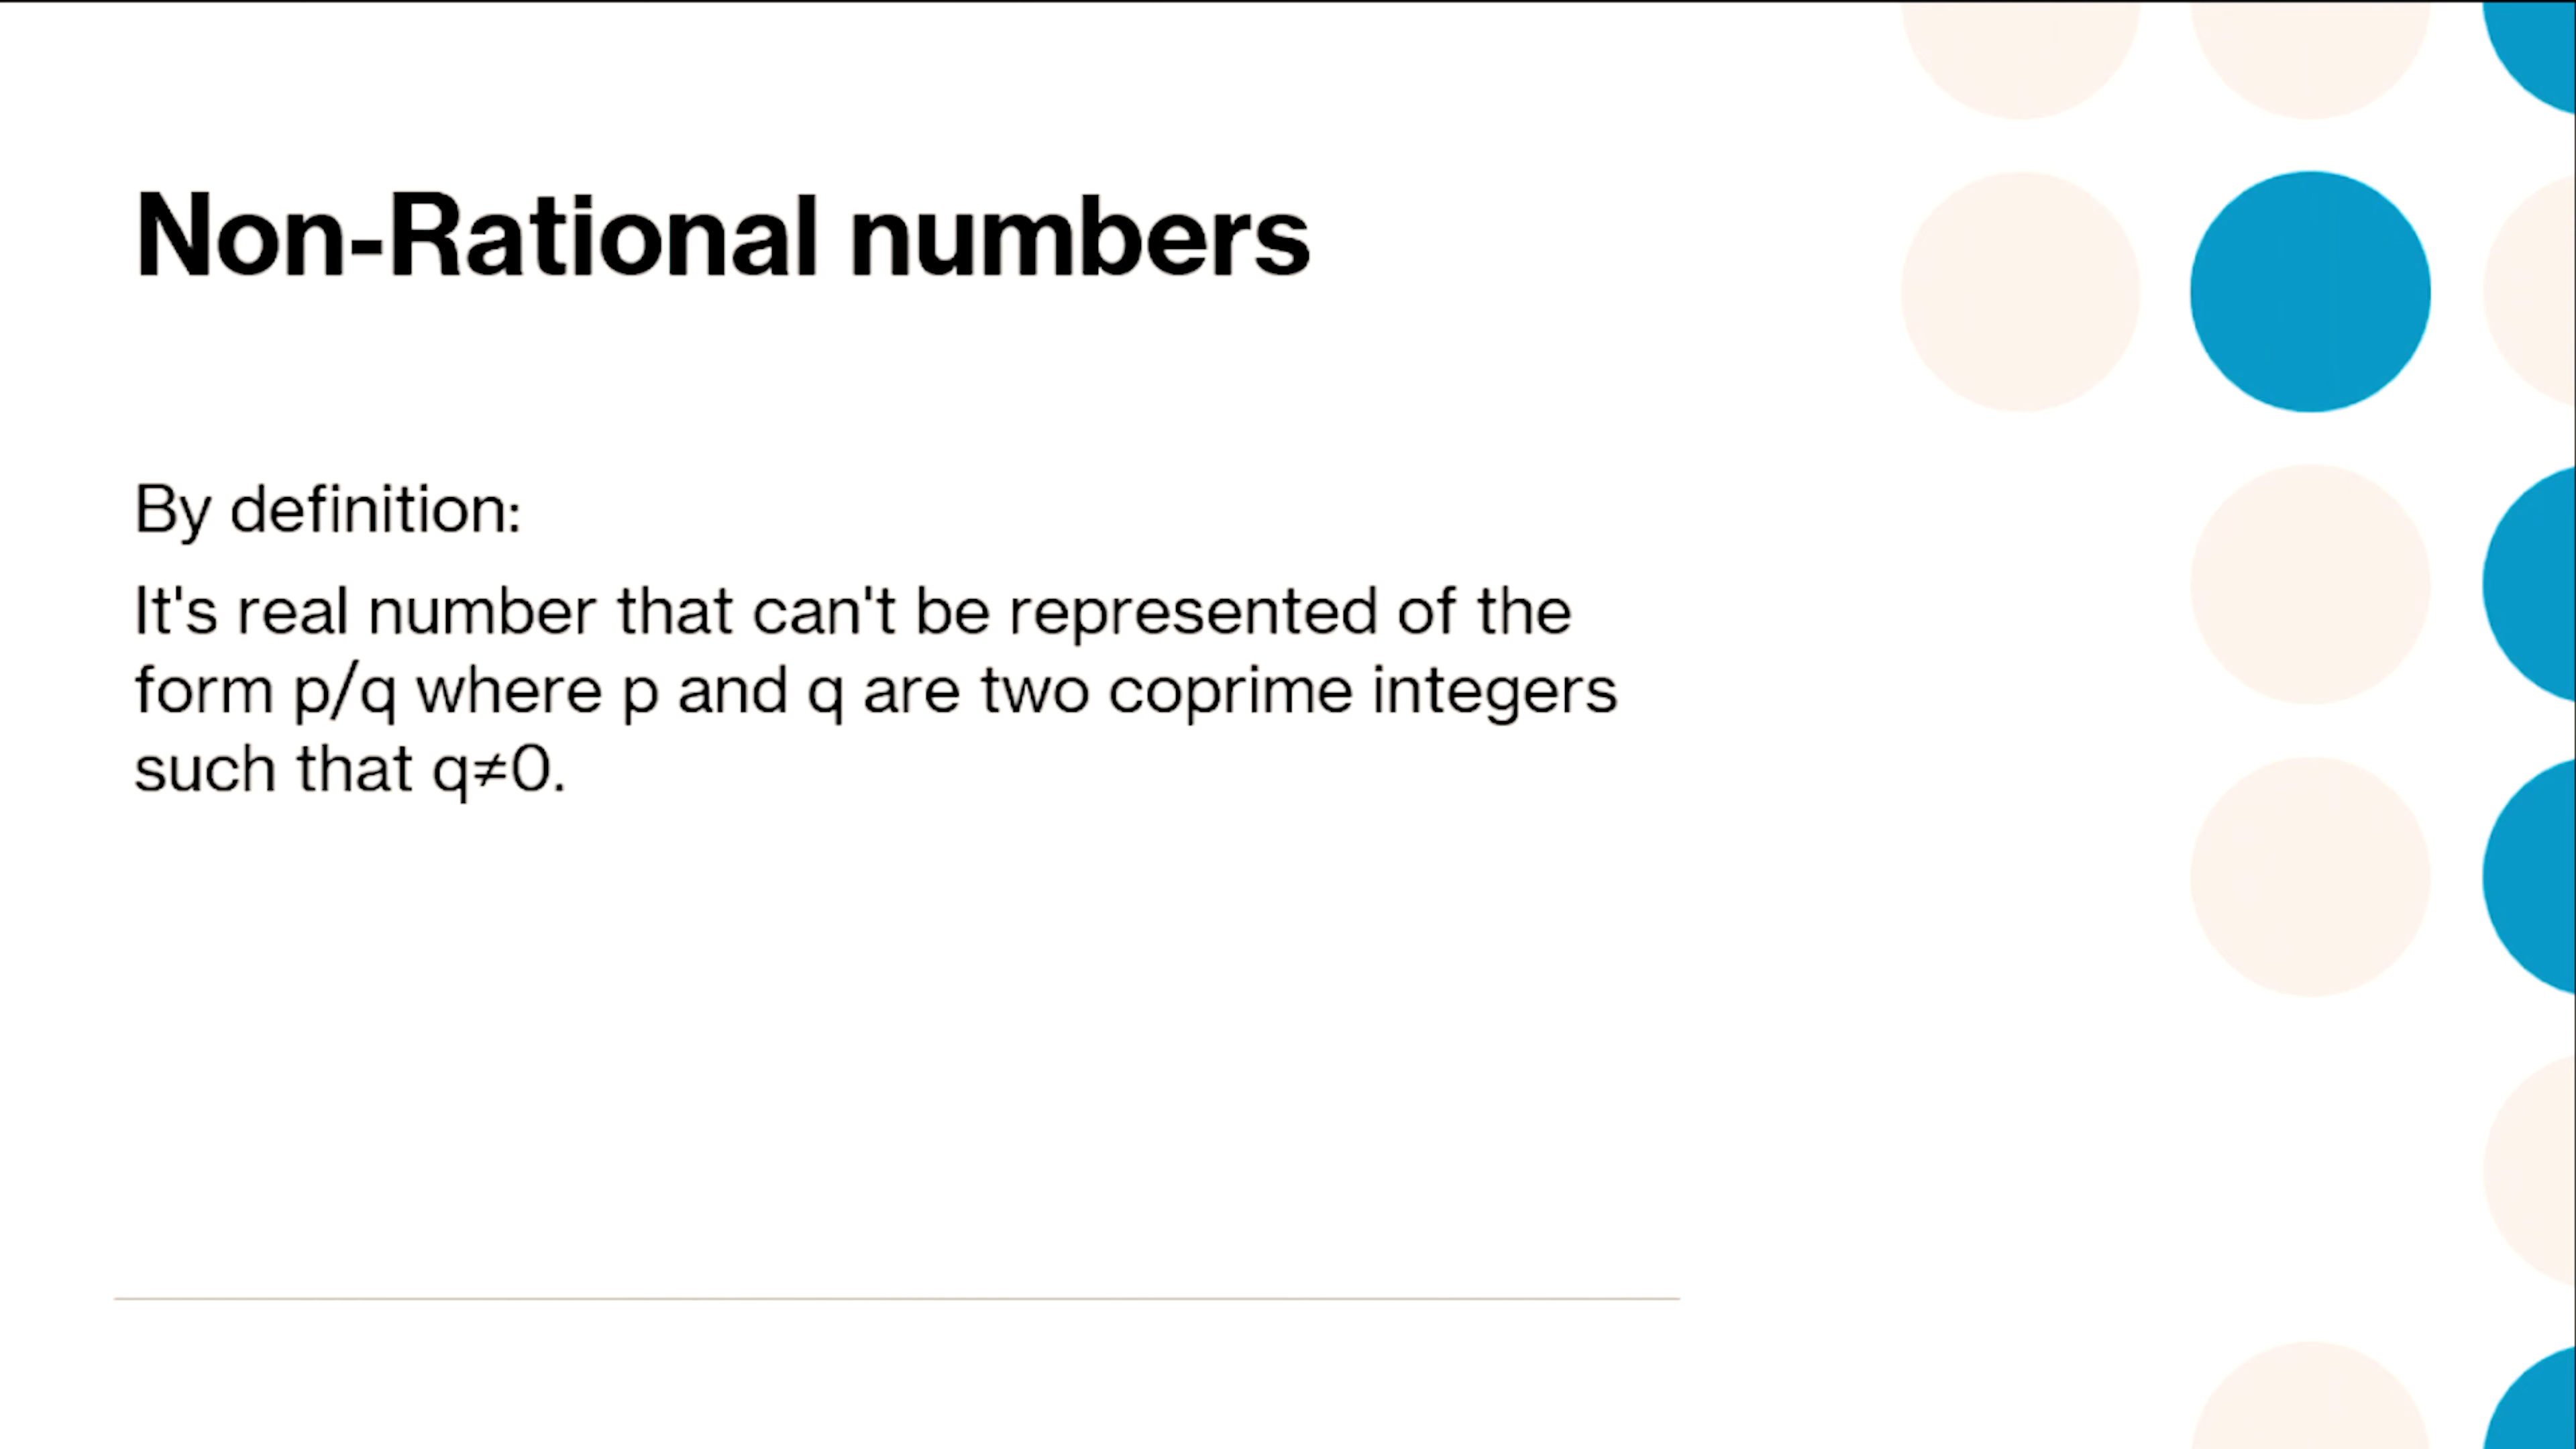 Non-Rational numbers
By definition:
It's real number that can't be represented of the
form p/q where p and q are two coprime integers
such that q≠0.